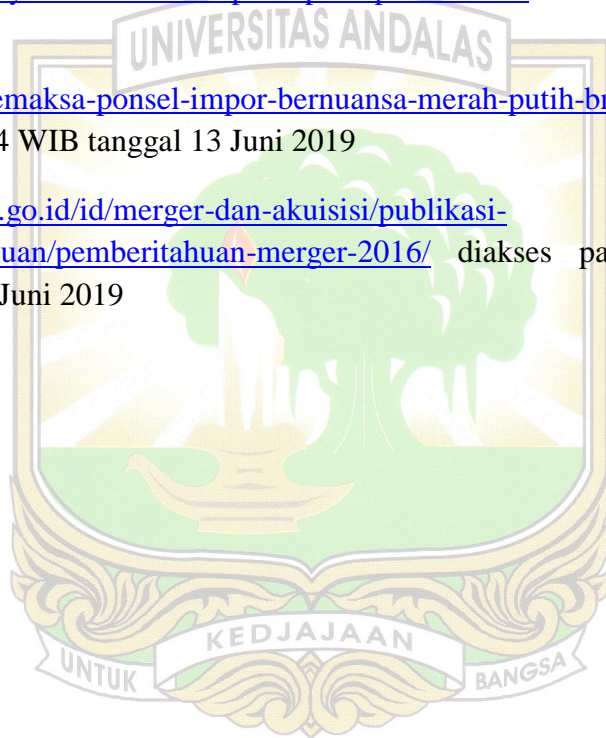 UNIVERSITAS ANDALAS
emaksa-ponsel-impor-bernuansa-merah-putih-b
4 WIB tanggal 13 Juni 2019
.go.id/id/merger-dan-akuisisi/publikasi-
uan/pemberitahuan-merger-2016/ diakses pa
Juni 2019
KEDJAJAAN
UNTUK BANGSA